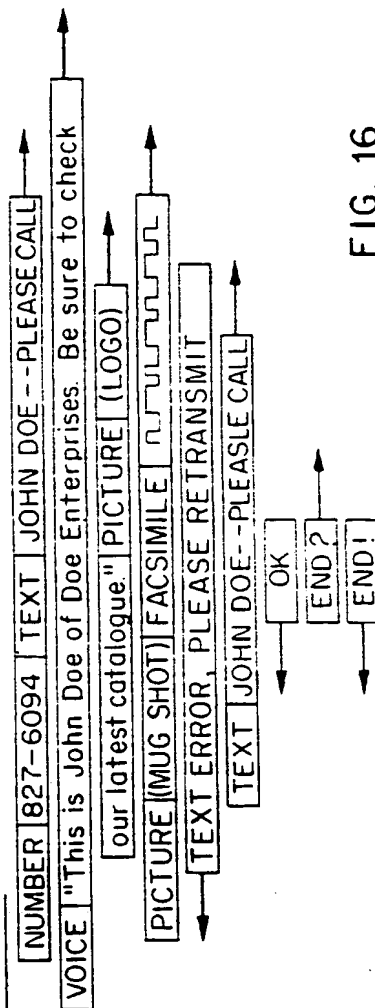 NUMBER 827-6094 TEXT JOHN DOE--PLEASE CALL
VOICE "This is John Doe of Doe Enterprises. Be sure to check
our latest catalogue." PICTURE (LOGO)
PICTURE (MUG SHOT) FACSIMILE
TEXT ERROR, PLEASE RETRANSMIT
TEXT JOHN DOE--PLEASLE CALL
OK
END?
END!
FIG. 16